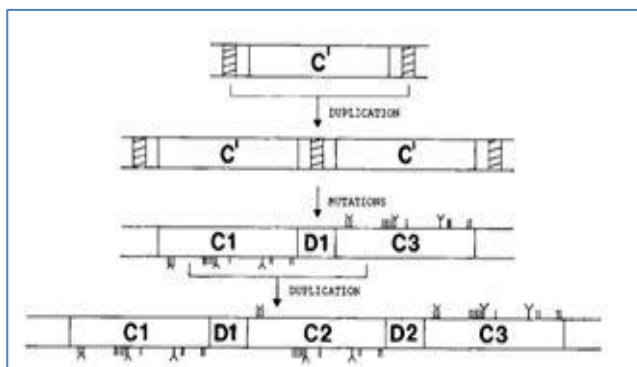 C'
DUPLICATION
C' C'
MUTATIONS
C1 D1 C3
DUPLICATION
C1 D1 C2 D2 C3